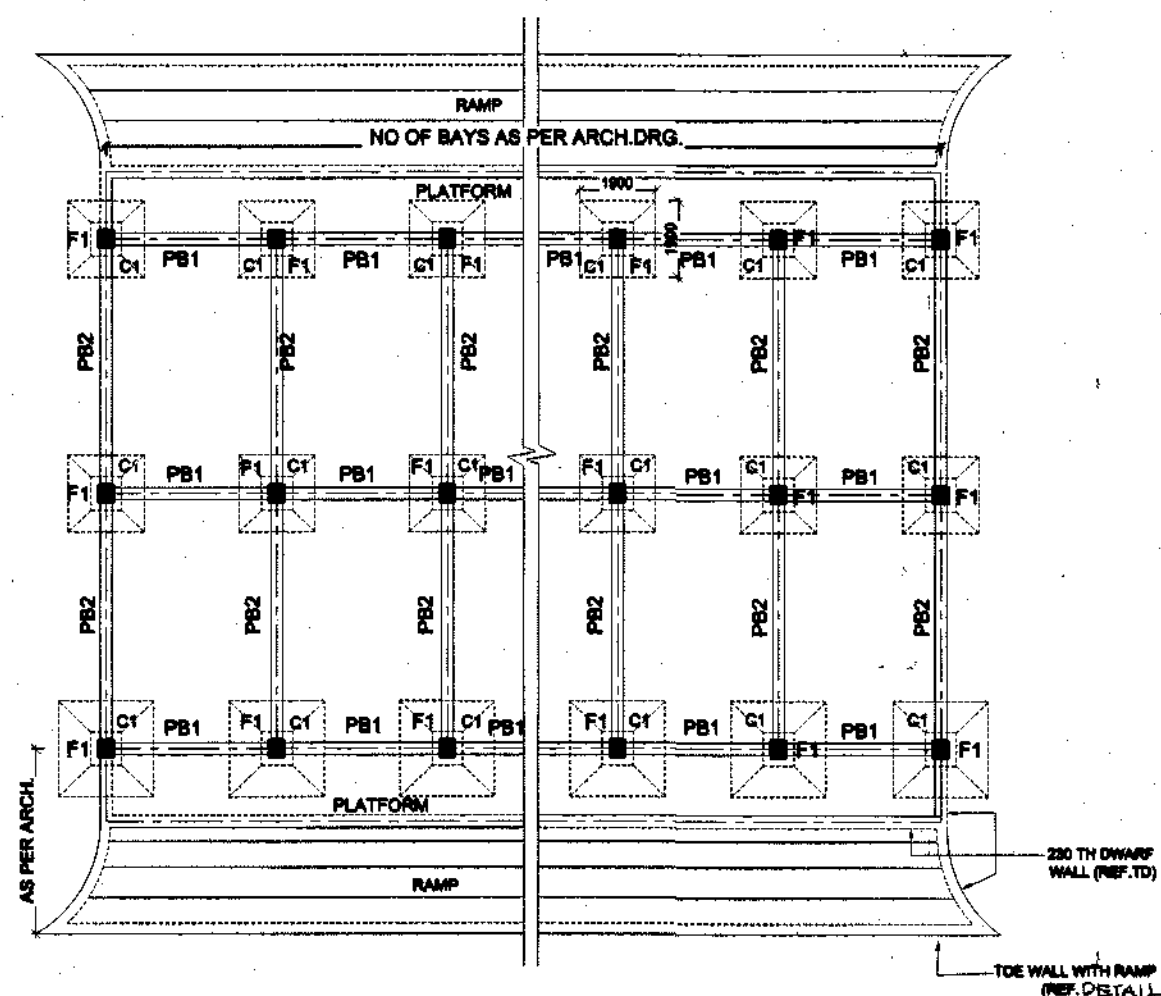 RAMP
NO OF BAYS AS PER ARCH.DRG.
PLATFORM
1900
1900
F1 C1 PB1 C1 F1 PB1 C1 F1 PB1 C1 F1 PB1 C1 F1 PB1 C1 F1
PB2 PB2 PB2 PB2 PB2 PB2
F1 C1 PB1 F1 C1 PB1 F1 C1 PB1 F1 C1 PB1 C1 F1 PB1 C1 F1
PB2 PB2 PB2 PB2 PB2 PB2
F1 C1 PB1 F1 C1 PB1 F1 C1 PB1 F1 C1 PB1 C1 F1 PB1 C1 F1
AS PER ARCH.
PLATFORM
RAMP
230 TH DWARF
WALL (REF.TD)
TOE WALL WITH RAMP
(REF. DETAIL